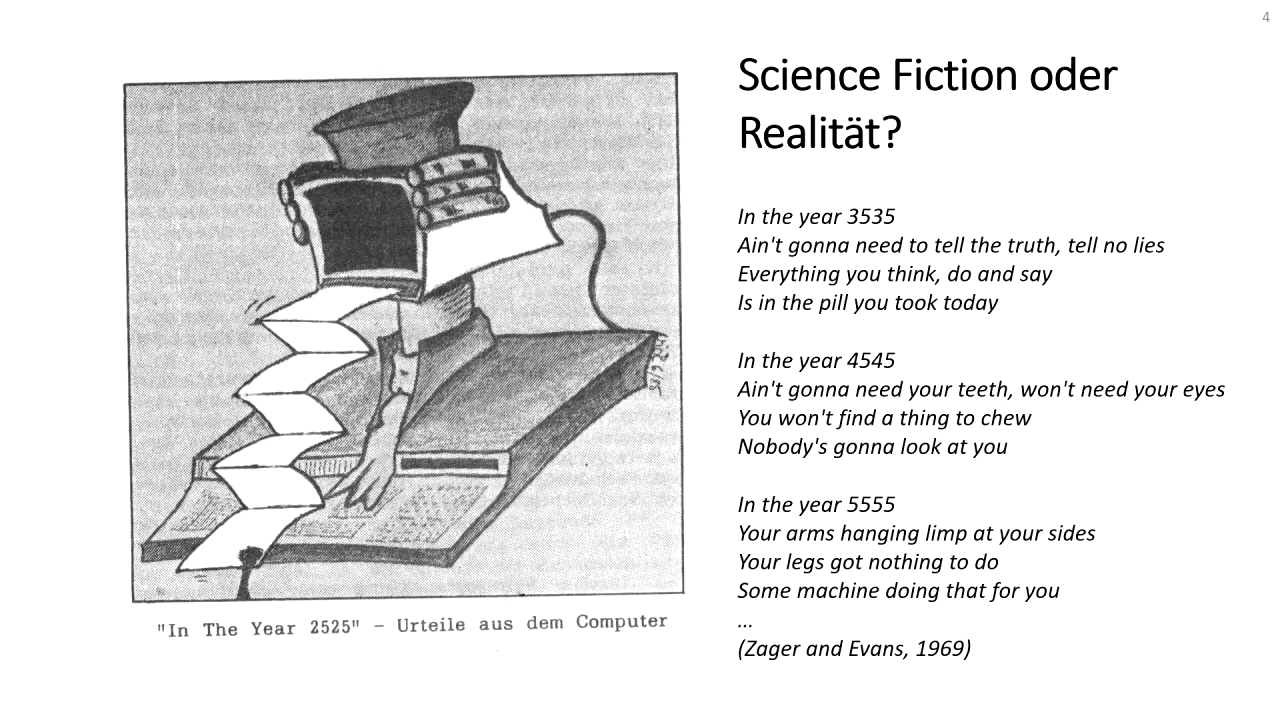 4
Science Fiction oder
Realität?
In the year 3535
Ain't gonna need to tell the truth, tell no lies
Everything you think, do and say
Is in the pill you took today
In the year 4545
Ain't gonna need your teeth, won't need your eyes
You won't find a thing to chew
Nobody's gonna look at you
In the year 5555
Your arms hanging limp at your sides
Your legs got nothing to do
Some machine doing that for you
...
(Zager and Evans, 1969)
"In The Year 2525" – Urteile aus dem Computer